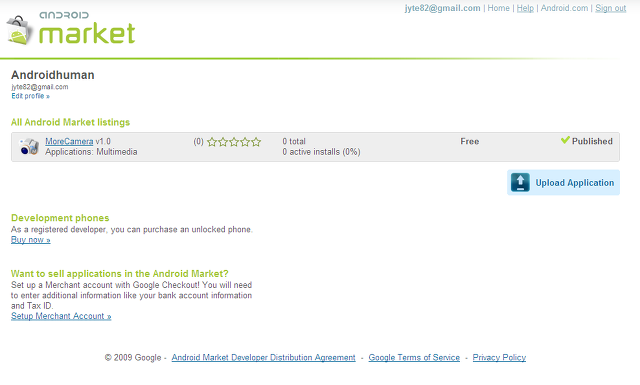 jyte82@gmail.com | Home | Help | Android.com | Sign out
ANDROID
market
Androidhuman
jyte82@gmail.com
Edit profile »
All Android Market listings
MoreCamera v1.0 (0) 0 total Free Published
Applications: Multimedia 0 active installs (0%)
Upload Application
Development phones
As a registered developer, you can purchase an unlocked phone.
Buy now »
Want to sell applications in the Android Market?
Set up a Merchant account with Google Checkout! You will need
to enter additional information like your bank account information
and Tax ID.
Setup Merchant Account »
© 2009 Google - Android Market Developer Distribution Agreement - Google Terms of Service - Privacy Policy